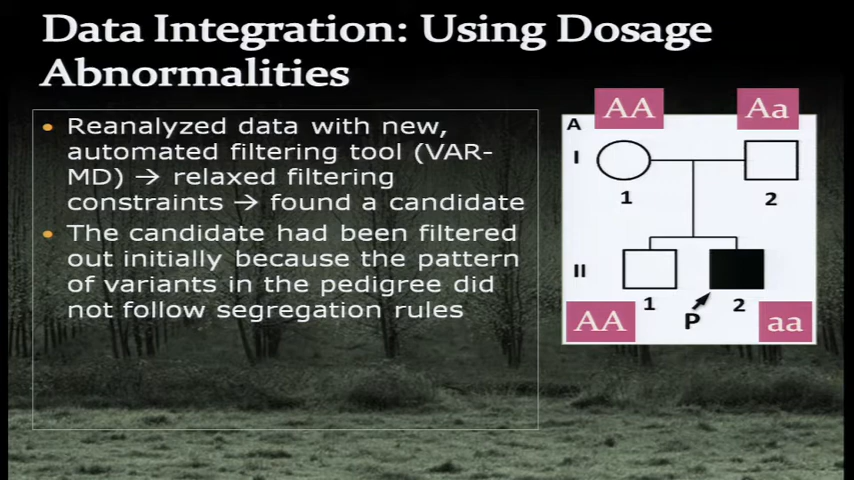 Data Integration: Using Dosage
Abnormalities
• Reanalyzed data with new,
automated filtering tool (VAR-
MD) → relaxed filtering
constraints → found a candidate
• The candidate had been filtered
out initially because the pattern
of variants in the pedigree did
not follow segregation rules
AA Aa
A
I
1 2
II
1 2
P
AA aa